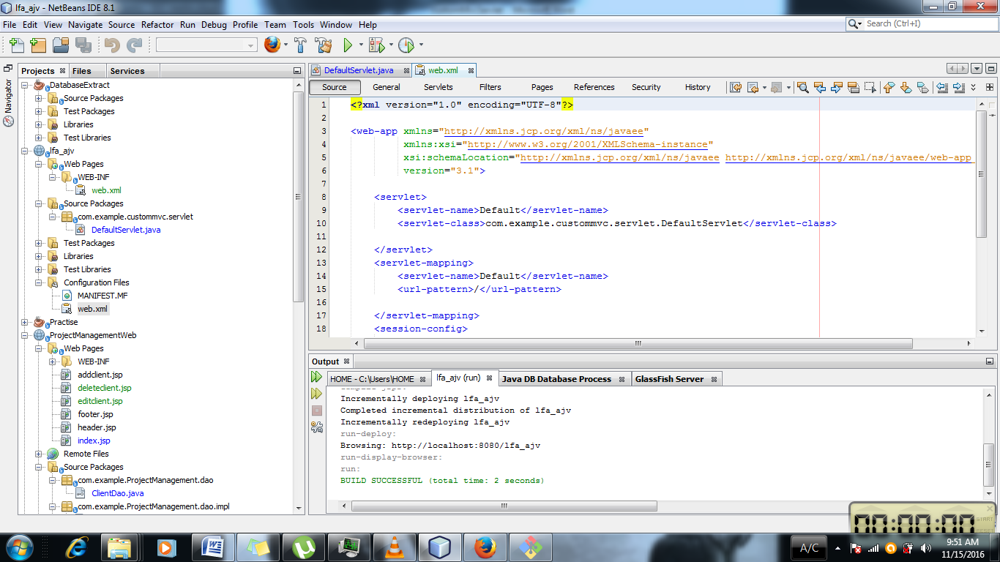 lfa_ajv - NetBeans IDE 8.1
File Edit View Navigate Source Refactor Run Debug Profile Team Tools Window Help
Search (Ctrl+I)
Navigator
Projects Files Services
DatabaseExtract
Source Packages
Test Packages
Libraries
Test Libraries
lfa_ajv
Web Pages
WEB-INF
web.xml
Source Packages
com.example.custommvc.servlet
DefaultServlet.java
Test Packages
Libraries
Test Libraries
Configuration Files
MANIFEST.MF
web.xml
Practise
ProjectManagementWeb
Web Pages
WEB-INF
addclient.jsp
deleteclient.jsp
editclient.jsp
footer.jsp
header.jsp
index.jsp
Remote Files
Source Packages
com.example.ProjectManagement.dao
ClientDao.java
com.example.ProjectManagement.dao.impl
DefaultServlet.java web.xml
Source General Servlets Filters Pages References Security History
1 <?xml version="1.0" encoding="UTF-8"?>
2
3 <web-app xmlns="http://xmlns.jcp.org/xml/ns/javaee"
4 xmlns:xsi="http://www.w3.org/2001/XMLSchema-instance"
5 xsi:schemaLocation="http://xmlns.jcp.org/xml/ns/javaee http://xmlns.jcp.org/xml/ns/javaee/web-app_
6 version="3.1">
7
8 <servlet>
9 <servlet-name>Default</servlet-name>
10 <servlet-class>com.example.custommvc.servlet.DefaultServlet</servlet-class>
11
12 </servlet>
13 <servlet-mapping>
14 <servlet-name>Default</servlet-name>
15 <url-pattern>/</url-pattern>
16
17 </servlet-mapping>
18 <session-config>
Output
HOME - C:\Users\HOME lfa_ajv (run) Java DB Database Process GlassFish Server
Incrementally deploying lfa_ajv
Completed incremental distribution of lfa_ajv
Incrementally redeploying lfa_ajv
run-deploy:
Browsing: http://localhost:8080/lfa_ajv
run-display-browser:
run:
BUILD SUCCESSFUL (total time: 2 seconds)
00:00:00
START
RESET
A/C
9:51 AM
11/15/2016